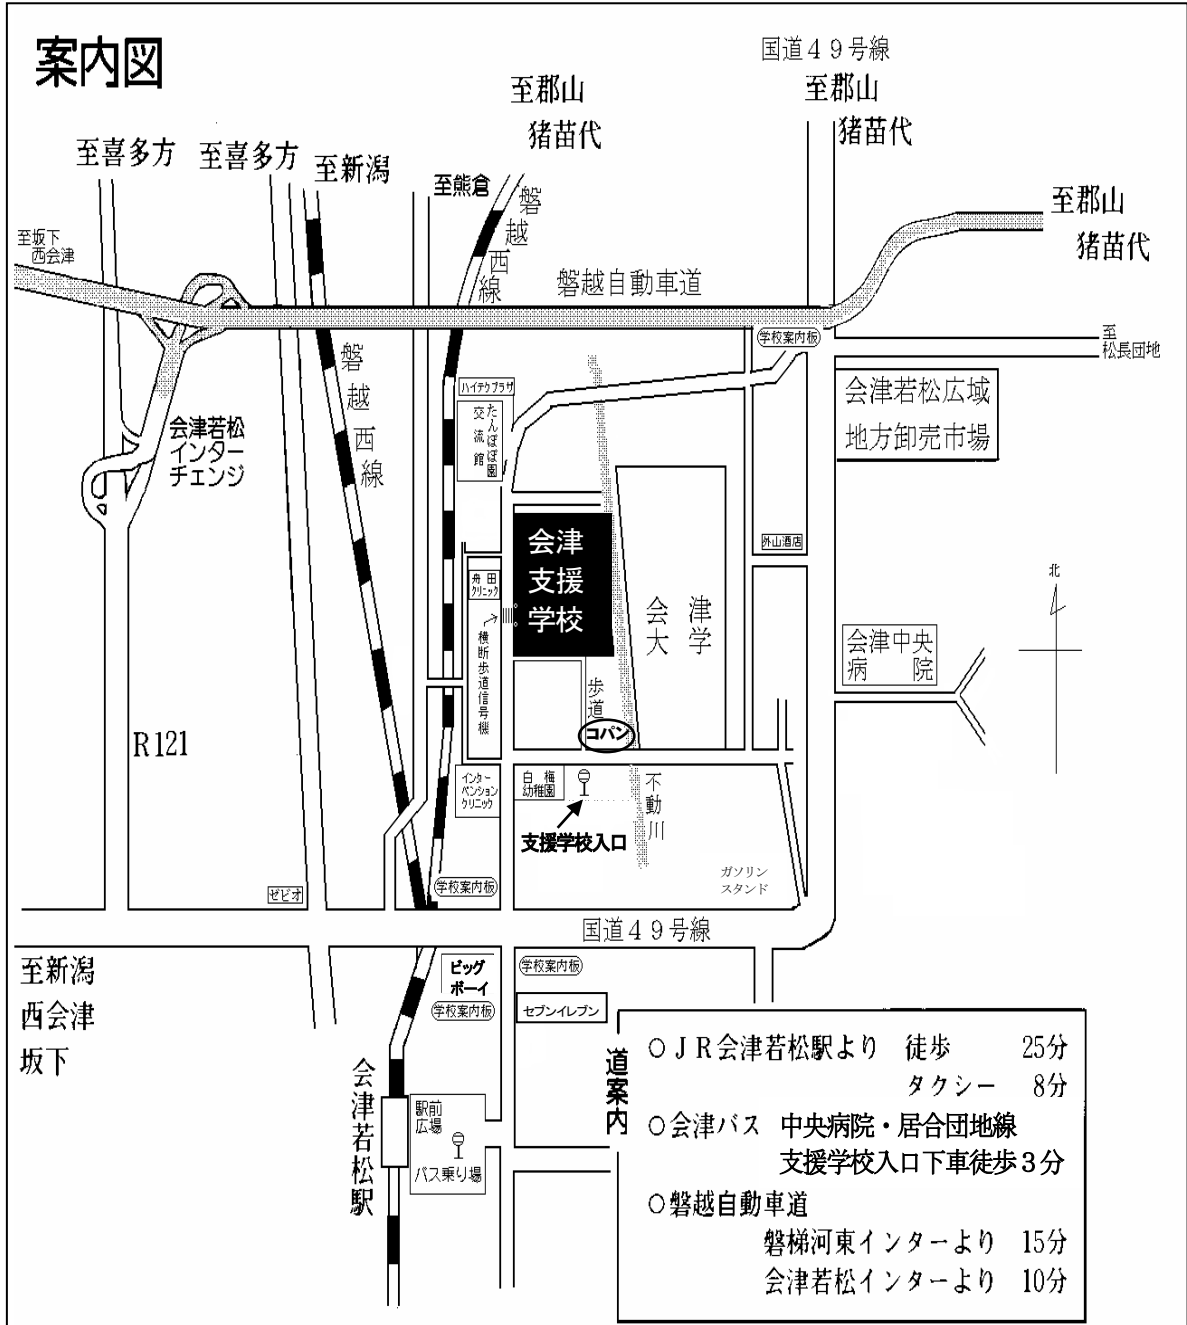 案内図
国道４９号線
至郡山
猪苗代
至郡山
猪苗代
至喜多方
至喜多方
至新潟
至熊倉
磐越西線
至郡山
猪苗代
至坂下
西会津
磐越自動車道
学校案内板
至
松長団地
磐越西線
ハイテクプラザ
たんぽぽ園
交流館
会津若松広域
地方卸売市場
会津若松
インター
チェンジ
会津
支援
学校
外山酒店
舟田
クリニック
横断歩道信号機
会津
大学
北
会津中央
病院
歩道
コパン
R121
インター
ベンション
クリニック
白梅
幼稚園
不動川
支援学校入口
ガソリン
スタンド
ゼビオ
学校案内板
国道４９号線
至新潟
西会津
坂下
ビッグ
ボーイ
学校案内板
学校案内板
セブンイレブン
会津若松駅
駅前
広場
バス乗り場
道案内
○ＪＲ会津若松駅より 徒歩 25分
タクシー 8分
○会津バス 中央病院・居合団地線
支援学校入口下車徒歩３分
○磐越自動車道
磐梯河東インターより 15分
会津若松インターより 10分